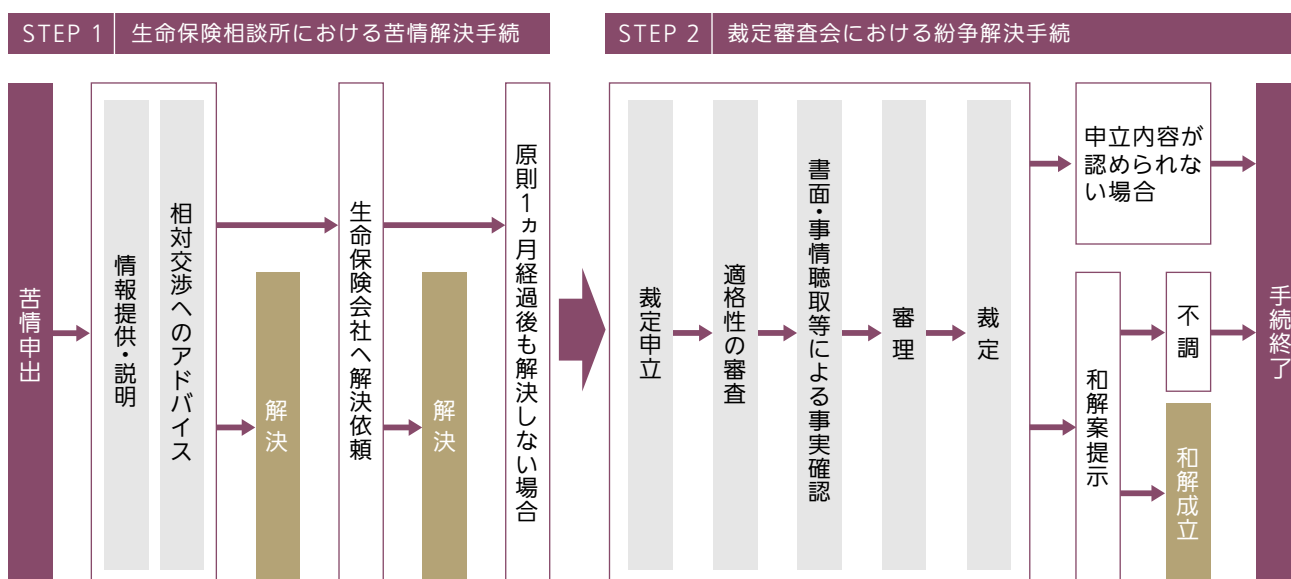 STEP 1 生命保険相談所における苦情解決手続
STEP 2 裁定審査会における紛争解決手続
苦情申出
情報提供・説明
相対交渉へのアドバイス
解決
生命保険会社へ解決依頼
解決
原則1ヵ月経過後も解決しない場合
裁定申立
適格性の審査
書面・事情聴取等による事実確認
審理
裁定
申立内容が
認められな
い場合
和解案提示
不調
和解成立
手続終了